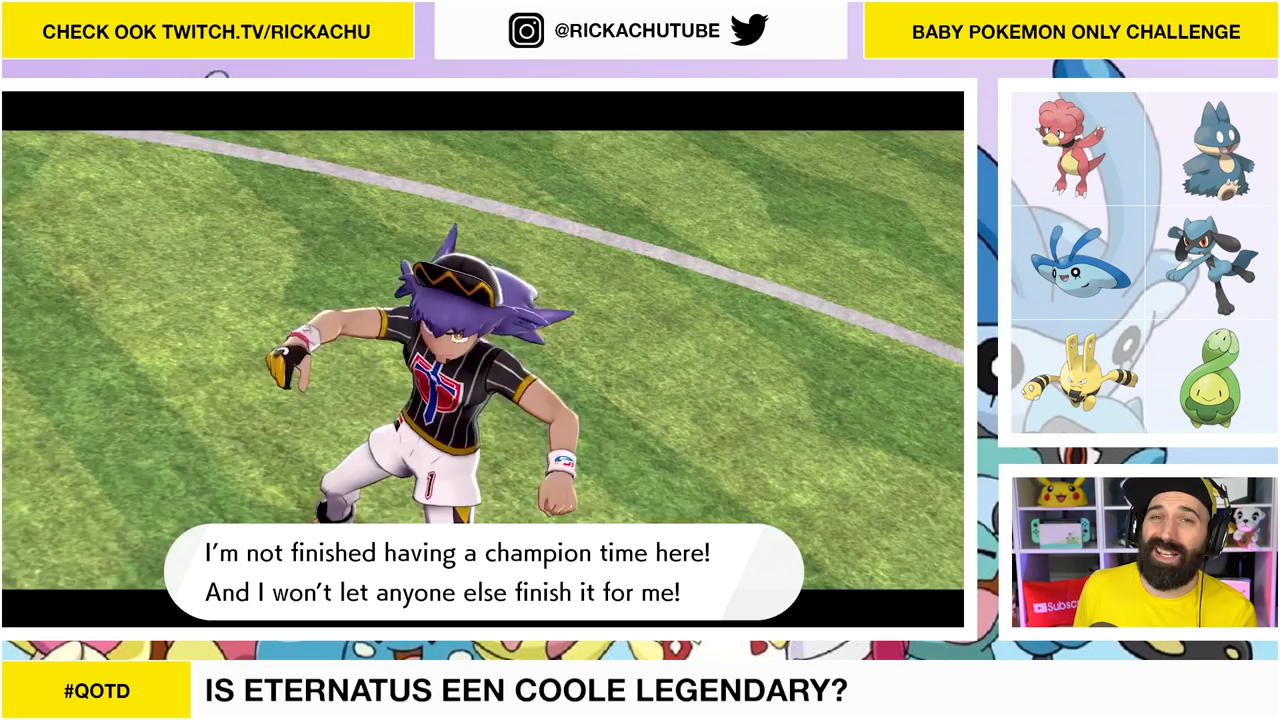 CHECK OOK TWITCH.TV/RICKACHU
@RICKACHUTUBE
BABY POKEMON ONLY CHALLENGE
1
I'm not finished having a champion time here!
And I won't let anyone else finish it for me!
#QOTD
IS ETERNATUS EEN COOLE LEGENDARY?